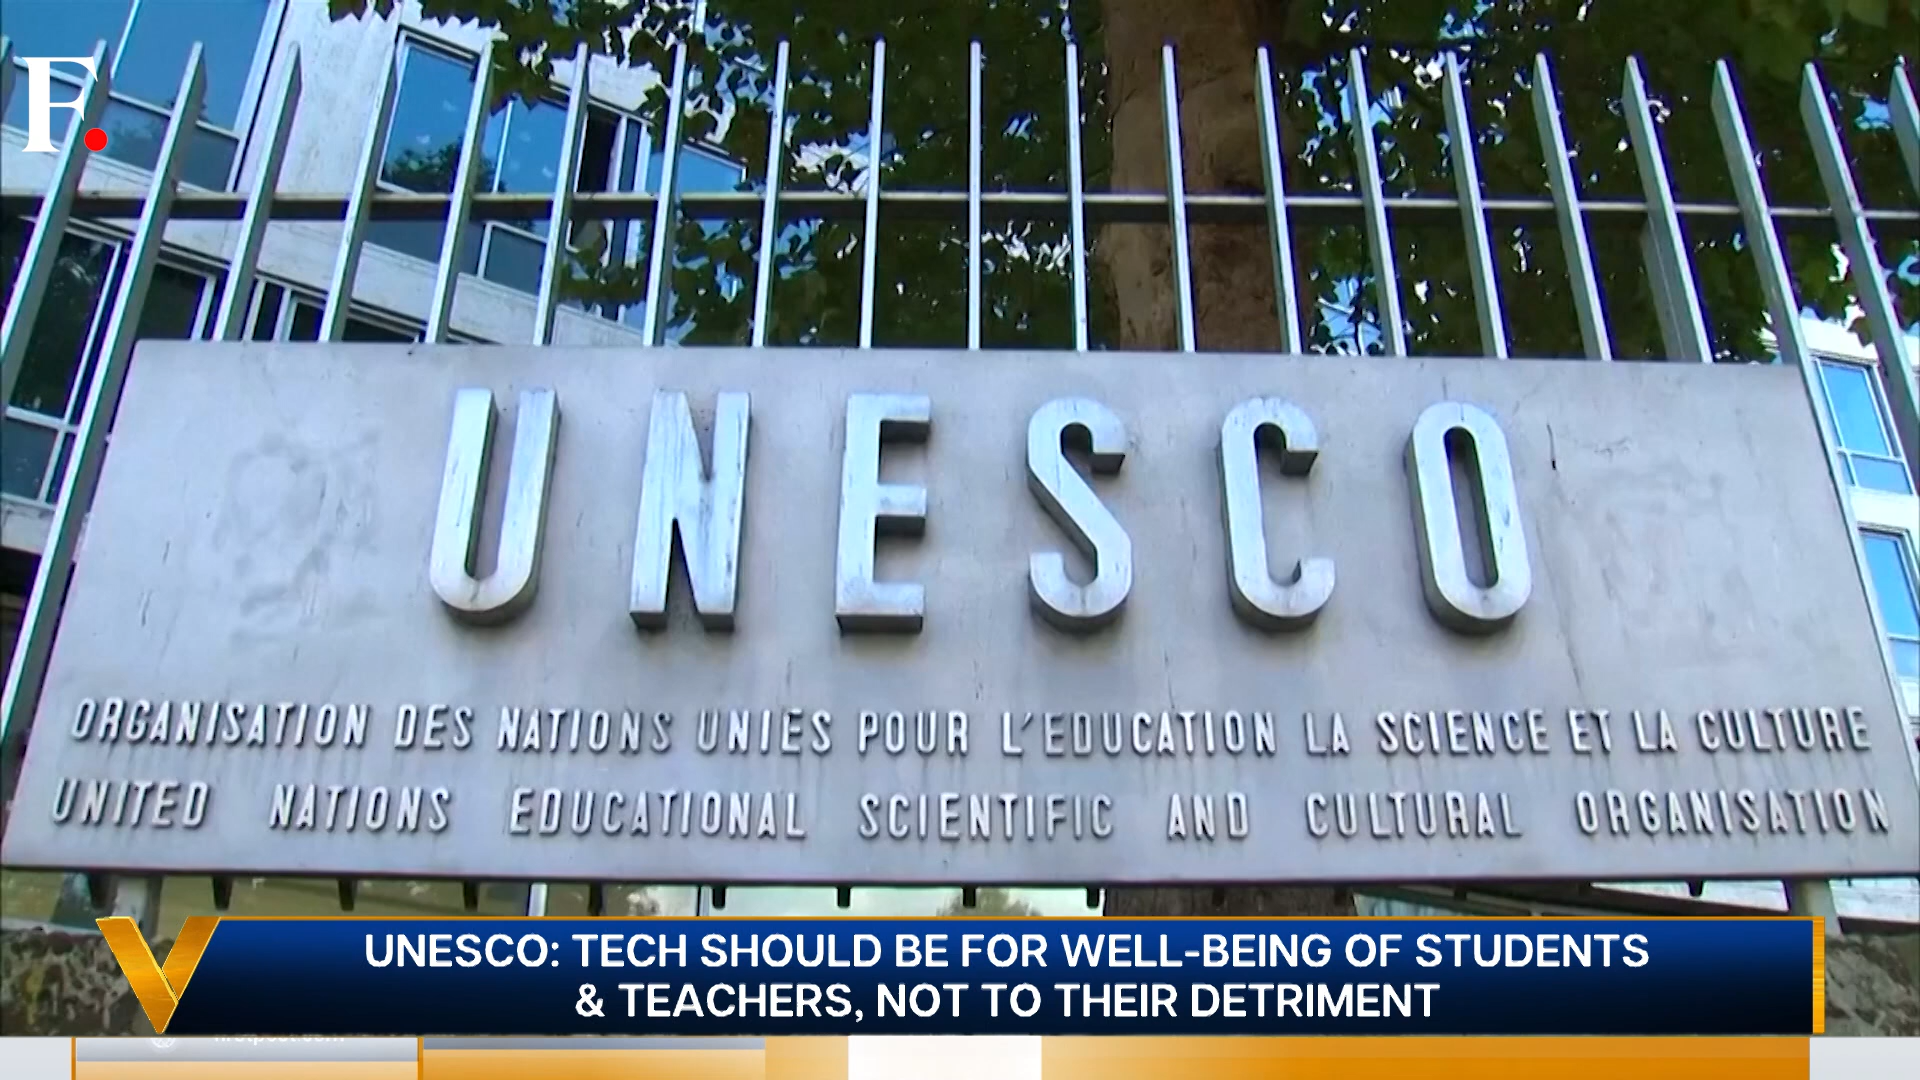 F.
UNESCO
ORGANISATION DES NATIONS UNIES POUR L'EDUCATION LA SCIENCE ET LA CULTURE
UNITED NATIONS EDUCATIONAL SCIENTIFIC AND CULTURAL ORGANISATION
V
UNESCO: TECH SHOULD BE FOR WELL-BEING OF STUDENTS
& TEACHERS, NOT TO THEIR DETRIMENT